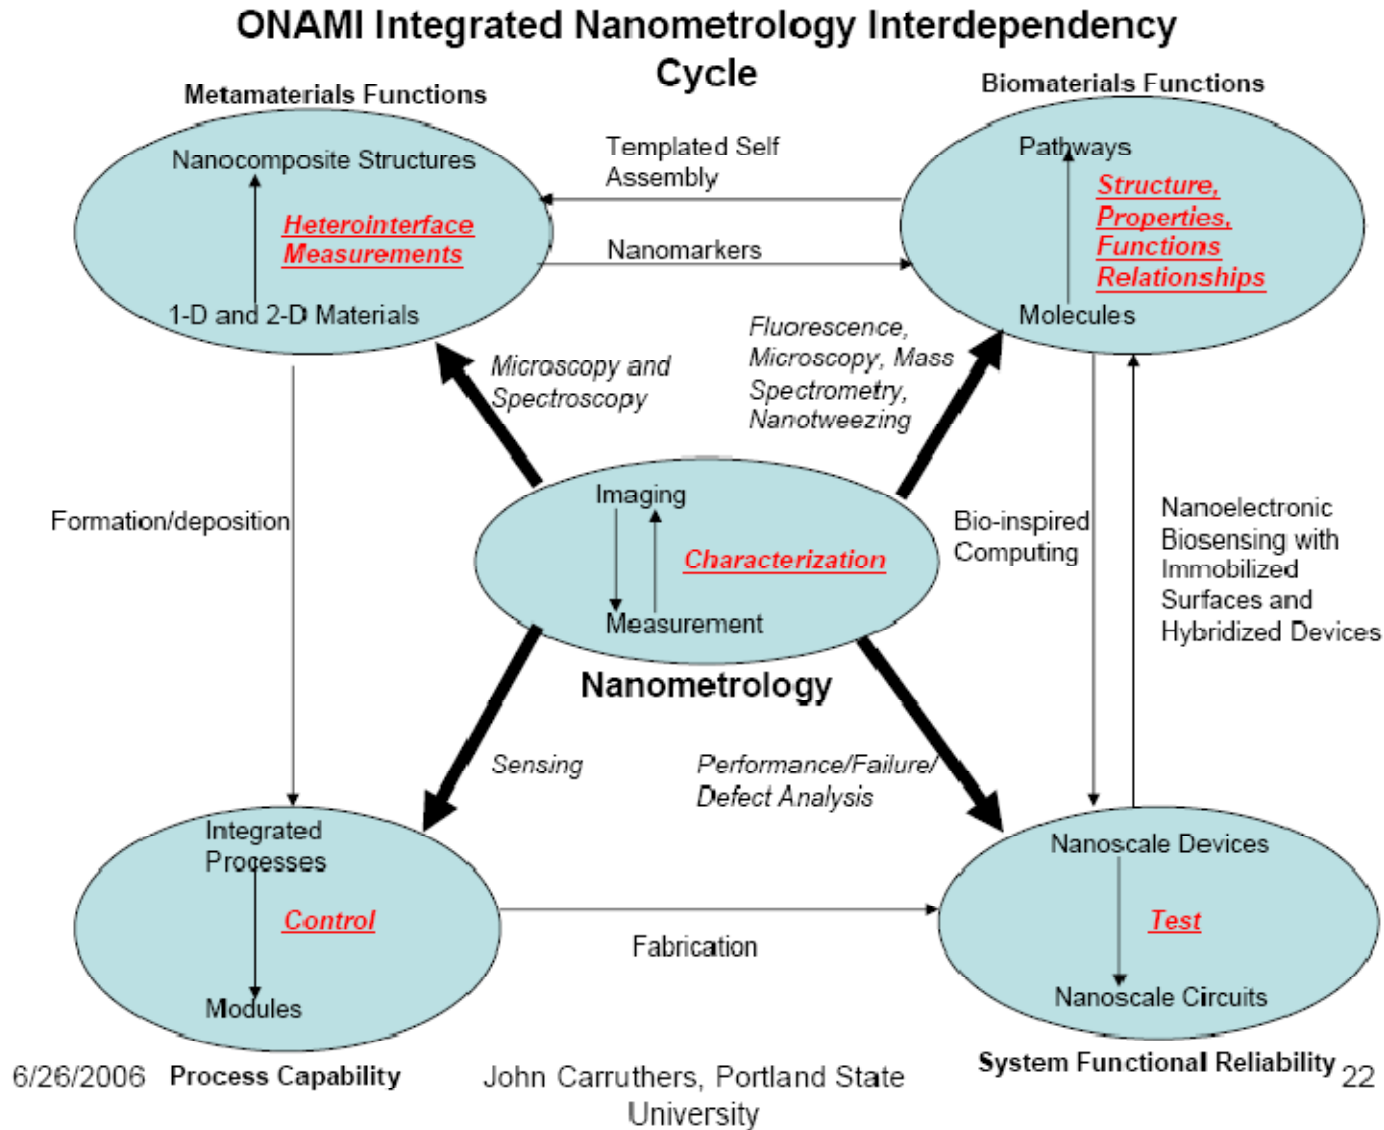 ONAMI Integrated Nanometrology Interdependency
Cycle
Metamaterials Functions
Biomaterials Functions
Nanocomposite Structures
Heterointerface
Measurements
1-D and 2-D Materials
Templated Self
Assembly
Nanomarkers
Pathways
Structure,
Properties,
Functions
Relationships
Molecules
Microscopy and
Spectroscopy
Fluorescence,
Microscopy, Mass
Spectrometry,
Nanotweezing
Formation/deposition
Imaging
Characterization
Measurement
Nanometrology
Bio-inspired
Computing
Nanoelectronic
Biosensing with
Immobilized
Surfaces and
Hybridized Devices
Sensing
Performance/Failure/
Defect Analysis
Integrated
Processes
Control
Modules
Fabrication
Nanoscale Devices
Test
Nanoscale Circuits
Process Capability
System Functional Reliability
6/26/2006
John Carruthers, Portland State
University
22